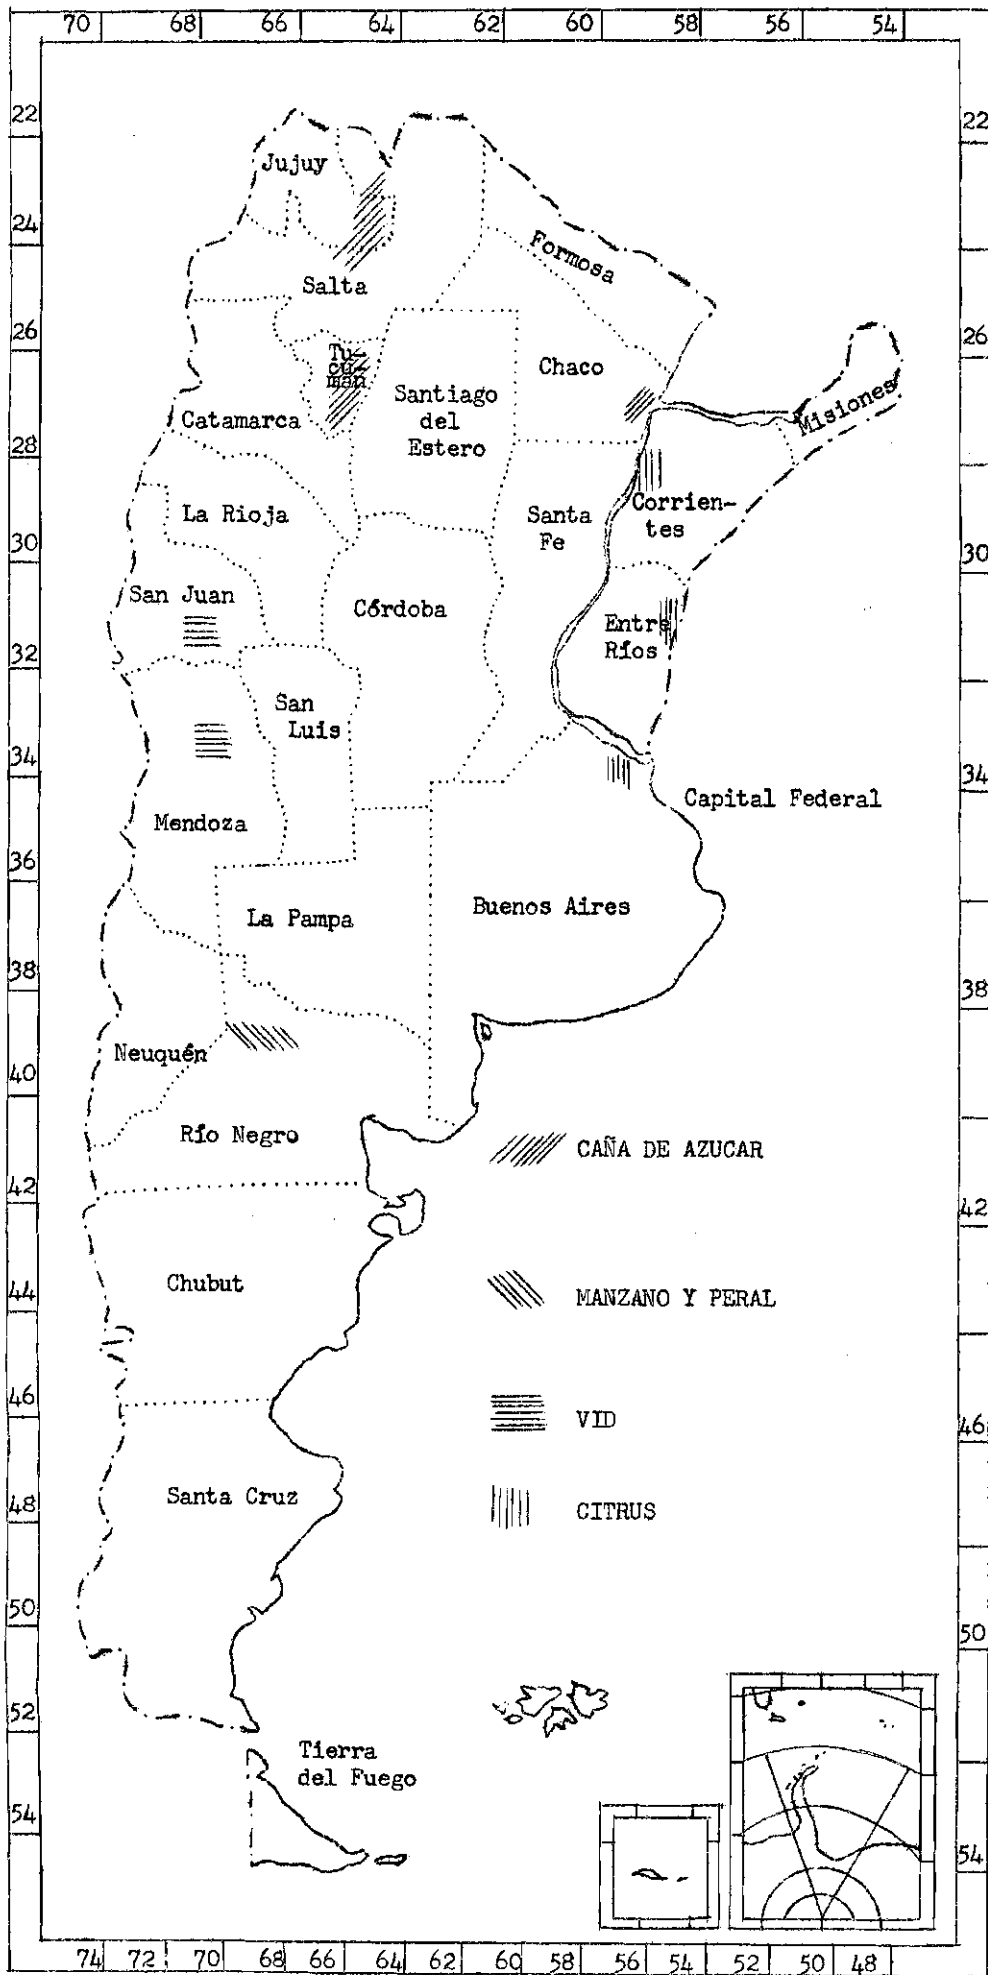 70 68 66 64 62 60 58 56 54
22 22
Jujuy
24
Formosa
Salta
26 26
Tu-
cu-
mán
Chaco
Santiago
del
Estero
Misiones
Catamarca
28
Corrien-
tes
La Rioja
Santa
Fe
30 30
San Juan
Córdoba
Entre
Ríos
32
San
Luis
34 34
Capital Federal
Mendoza
36
Buenos Aires
La Pampa
38 38
Neuquén
40
Río Negro
CAÑA DE AZUCAR
42 42
Chubut
44
MANZANO Y PERAL
46 46
VID
Santa Cruz
48
CITRUS
50 50
52
Tierra
del Fuego
54 54
74 72 70 68 66 64 62 60 58 56 54 52 50 48